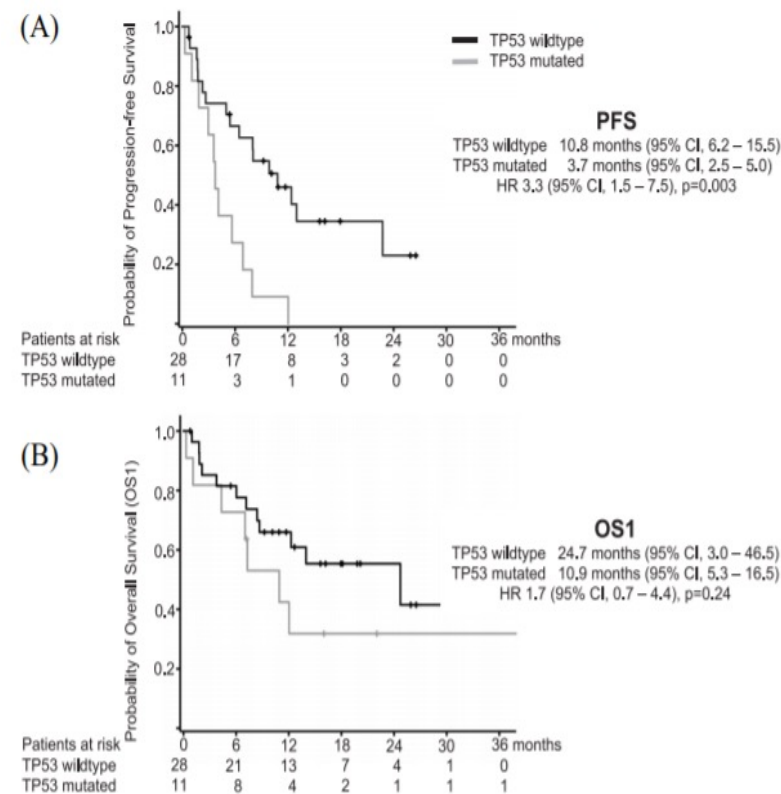 (A)
Probability of Progression-free Survival
1.0
0.8
0.6
0.4
0.2
TP53 wildtype
TP53 mutated
PFS
TP53 wildtype 10.8 months (95% CI, 6.2 – 15.5)
TP53 mutated 3.7 months (95% CI, 2.5 – 5.0)
HR 3.3 (95% CI, 1.5 – 7.5), p=0.003
Patients at risk 0 6 12 18 24 30 36 months
TP53 wildtype 28 17 8 3 2 0 0
TP53 mutated 11 3 1 0 0 0 0
(B)
Probability of Overall Survival (OS1)
1.0
0.8
0.6
0.4
0.2
OS1
TP53 wildtype 24.7 months (95% CI, 3.0 – 46.5)
TP53 mutated 10.9 months (95% CI, 5.3 – 16.5)
HR 1.7 (95% CI, 0.7 – 4.4), p=0.24
Patients at risk 0 6 12 18 24 30 36 months
TP53 wildtype 28 21 13 7 4 1 0
TP53 mutated 11 8 4 2 1 1 1